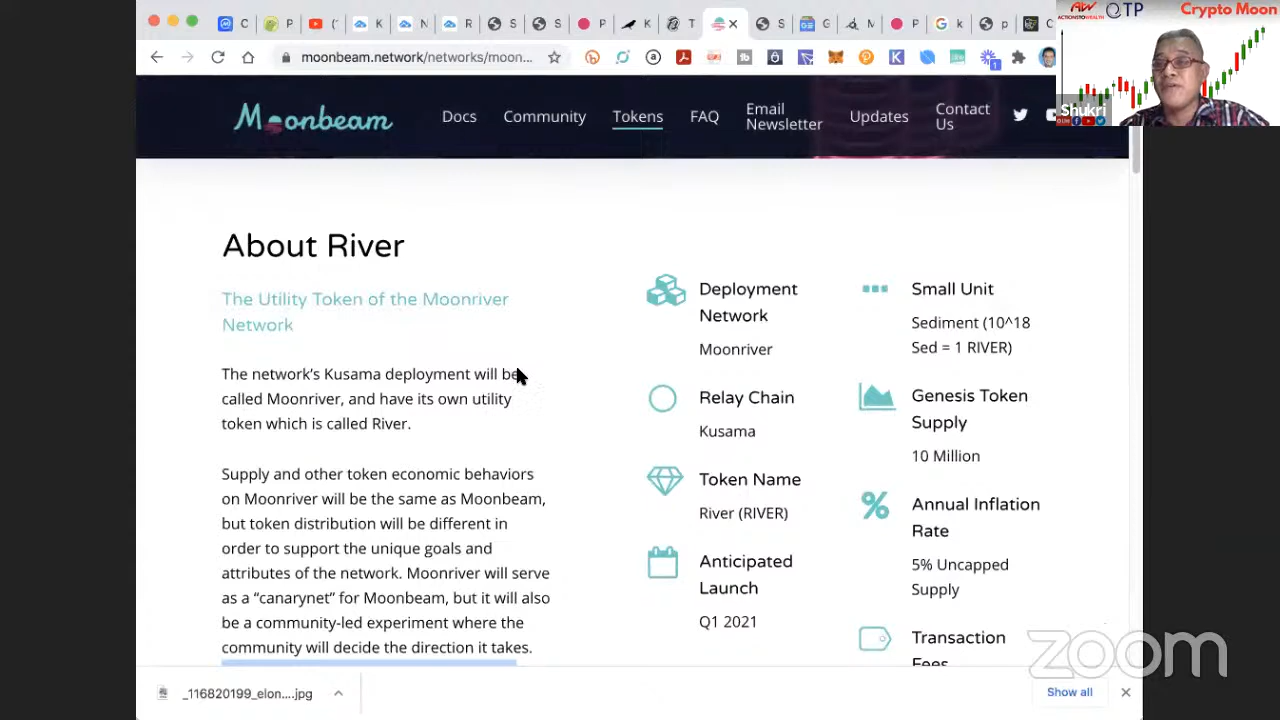 C
P
(
K
N
R
S
S
P
K
T
S
G
M
P
k
p
C
moonbeam.network/networks/moon...
1
AW
ACTIONSTOWEALTH
OTP
Crypto Moon
Shukri
Moonbeam
Docs
Community
Tokens
FAQ
Email
Newsletter
Updates
Contact
Us
About River
The Utility Token of the Moonriver
Network
The network's Kusama deployment will be
called Moonriver, and have its own utility
token which is called River.
Supply and other token economic behaviors
on Moonriver will be the same as Moonbeam,
but token distribution will be different in
order to support the unique goals and
attributes of the network. Moonriver will serve
as a “canarynet” for Moonbeam, but it will also
be a community-led experiment where the
community will decide the direction it takes.
Deployment
Network
Moonriver
Relay Chain
Kusama
Token Name
River (RIVER)
Anticipated
Launch
Q1 2021
Small Unit
Sediment (10^18
Sed = 1 RIVER)
Genesis Token
Supply
10 Million
Annual Inflation
Rate
5% Uncapped
Supply
Transaction
Fees
zoom
_116820199_elon....jpg
Show all